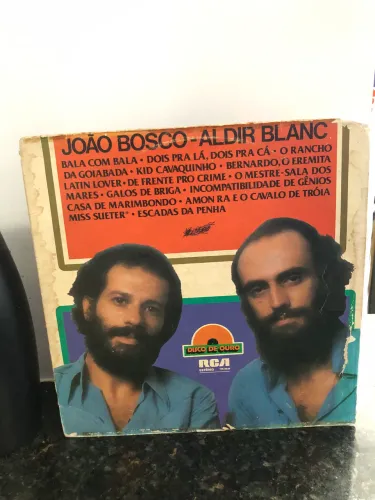 JOÃO BOSCO - ALDIR BLANC
BALA COM BALA • DOIS PRA LÁ, DOIS PRA CÁ • O RANCHO
DA GOIABADA • KID CAVAQUINHO • BERNARDO, O EREMITA
LATIN LOVER • DE FRENTE PRO CRIME • O MESTRE-SALA DOS
MARES • GALOS DE BRIGA • INCOMPATIBILIDADE DE GÊNIOS
CASA DE MARIMBONDO • AMON RA E O CAVALO DE TRÓIA
MISS SUETER* • ESCADAS DA PENHA
DISCO DE OURO
RCA